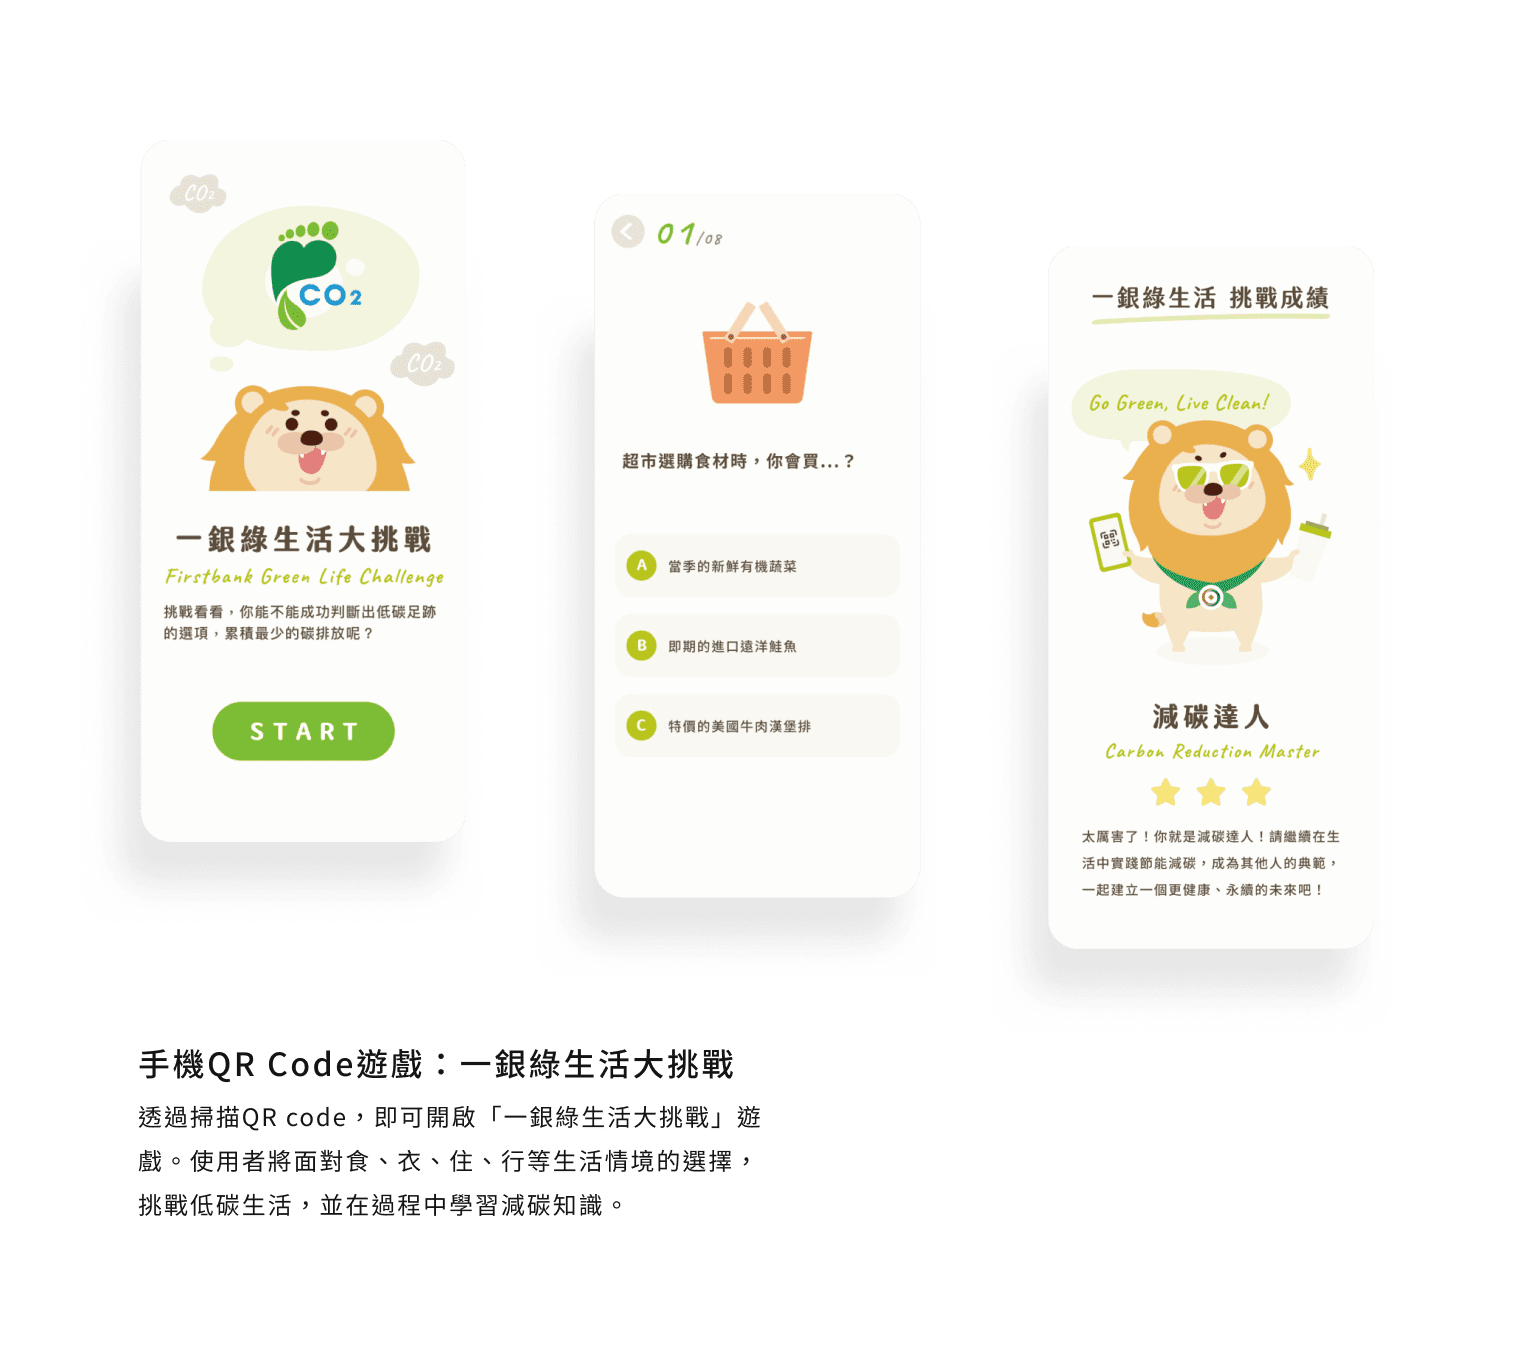 CO2
CO2
CO2
一銀綠生活大挑戰
Firstbank Green Life Challenge
挑戰看看，你能不能成功判斷出低碳足跡
的選項，累積最少的碳排放呢？
START
01/08
超市選購食材時，你會買...？
A 當季的新鮮有機蔬菜
B 即期的進口遠洋鮭魚
C 特價的美國牛肉漢堡排
一銀綠生活 挑戰成績
Go Green, Live Clean!
減碳達人
Carbon Reduction Master
太厲害了！你就是減碳達人！請繼續在生
活中實踐節能減碳，成為其他人的典範，
一起建立一個更健康、永續的未來吧！
手機QR Code遊戲：一銀綠生活大挑戰
透過掃描QR code，即可開啟「一銀綠生活大挑戰」遊
戲。使用者將面對食、衣、住、行等生活情境的選擇，
挑戰低碳生活，並在過程中學習減碳知識。